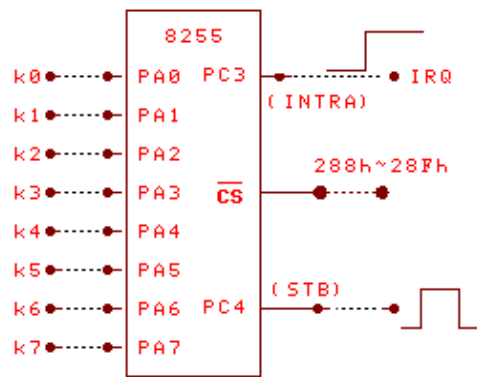 8255
k0 PA0 PC3 IRQ
(INTRA)
k1 PA1
k2 PA2
288h~28Fh
k3 PA3 CS
k4 PA4
k5 PA5
(STB)
k6 PA6 PC4
k7 PA7